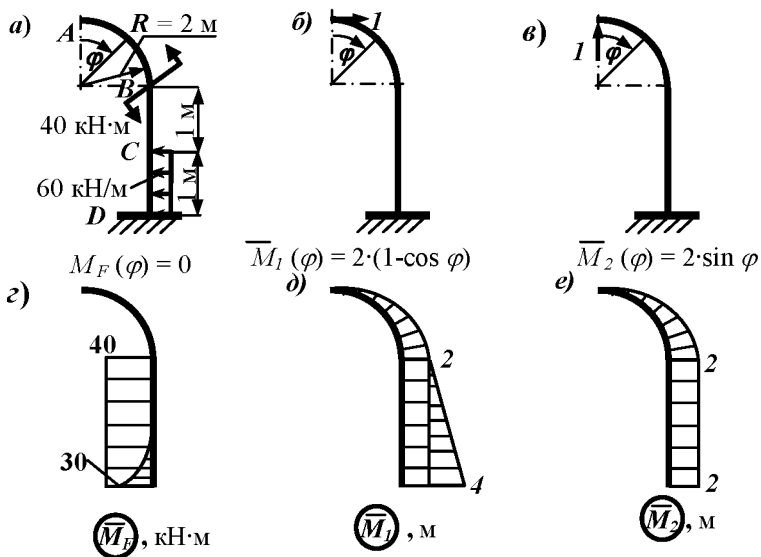 а)
A
φ
R = 2 м
B
40 кН·м
1 м
C
60 кН/м
1 м
D
б)
1
φ
в)
1
φ
M_F (φ) = 0
M̅₁ (φ) = 2·(1-cos φ)
M̅₂ (φ) = 2·sin φ
г)
40
30
M̅_F, кН·м
д)
2
4
M̅₁, м
е)
2
2
M̅₂, м